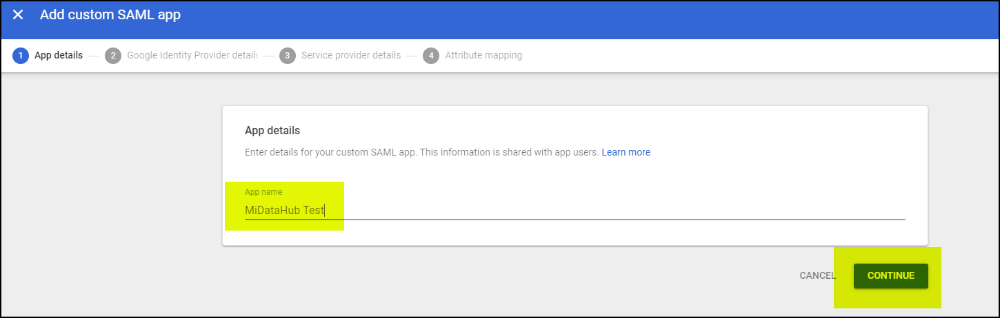 Add custom SAML app
1 App details 2 Google Identity Provider details 3 Service provider details 4 Attribute mapping
App details
Enter details for your custom SAML app. This information is shared with app users. Learn more
App name
MiDataHub Test
CANCEL CONTINUE